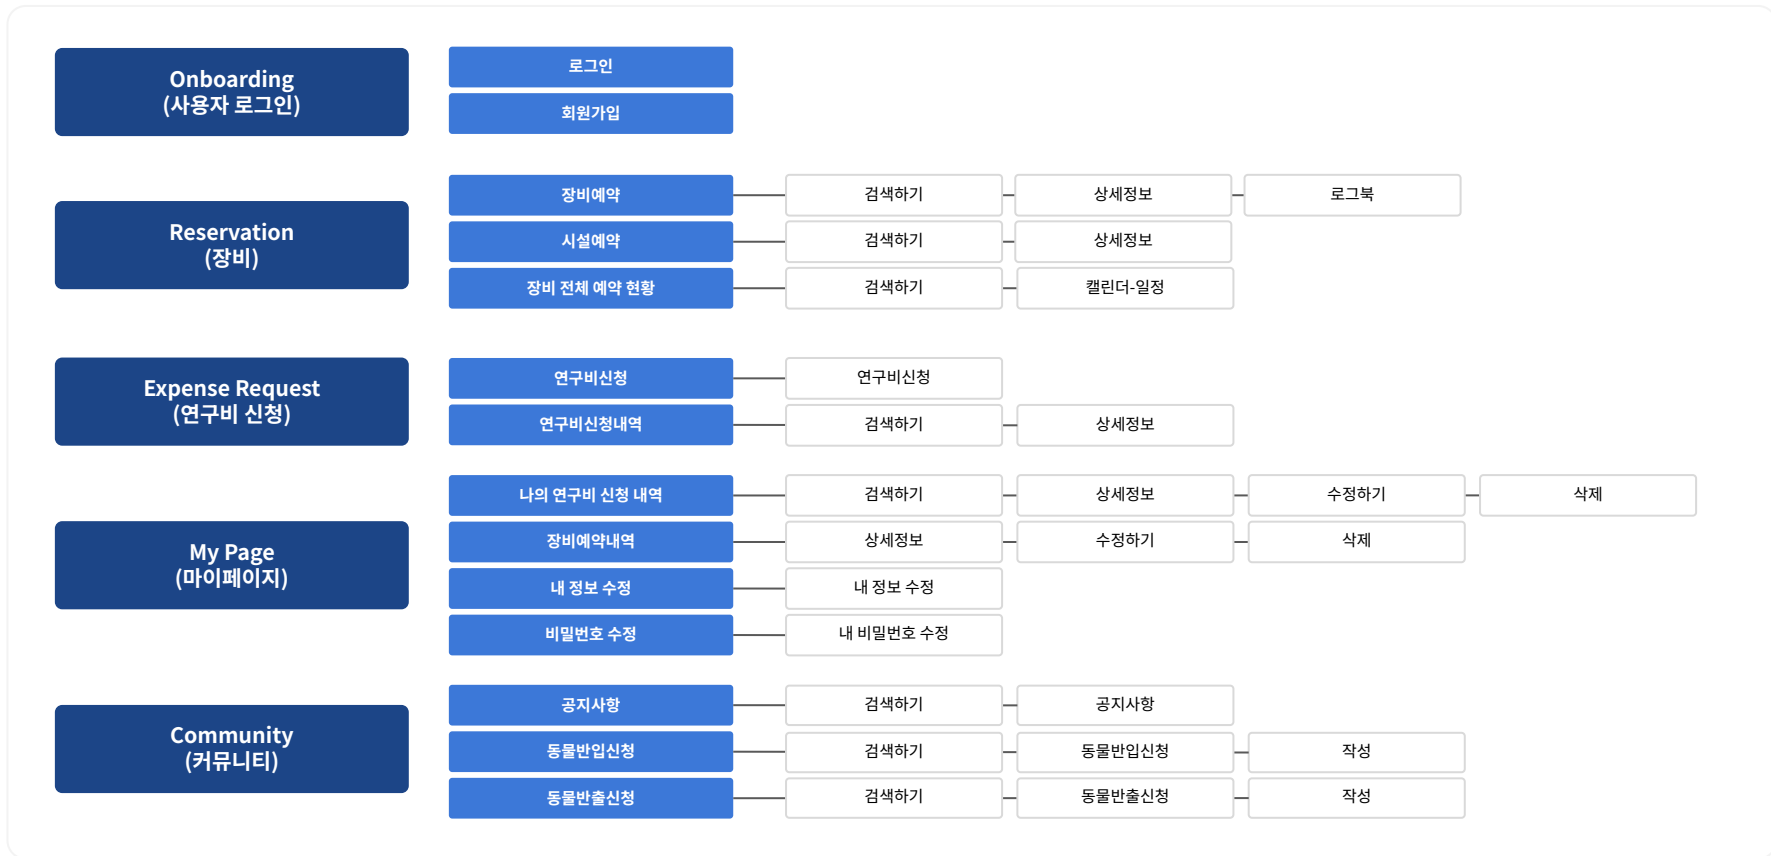 Onboarding
(사용자 로그인)
로그인
회원가입
Reservation
(장비)
장비예약
검색하기
상세정보
로그북
시설예약
검색하기
상세정보
장비 전체 예약 현황
검색하기
캘린더-일정
Expense Request
(연구비 신청)
연구비신청
연구비신청
연구비신청내역
검색하기
상세정보
My Page
(마이페이지)
나의 연구비 신청 내역
검색하기
상세정보
수정하기
삭제
장비예약내역
상세정보
수정하기
삭제
내 정보 수정
내 정보 수정
비밀번호 수정
내 비밀번호 수정
Community
(커뮤니티)
공지사항
검색하기
공지사항
동물반입신청
검색하기
동물반입신청
작성
동물반출신청
검색하기
동물반출신청
작성